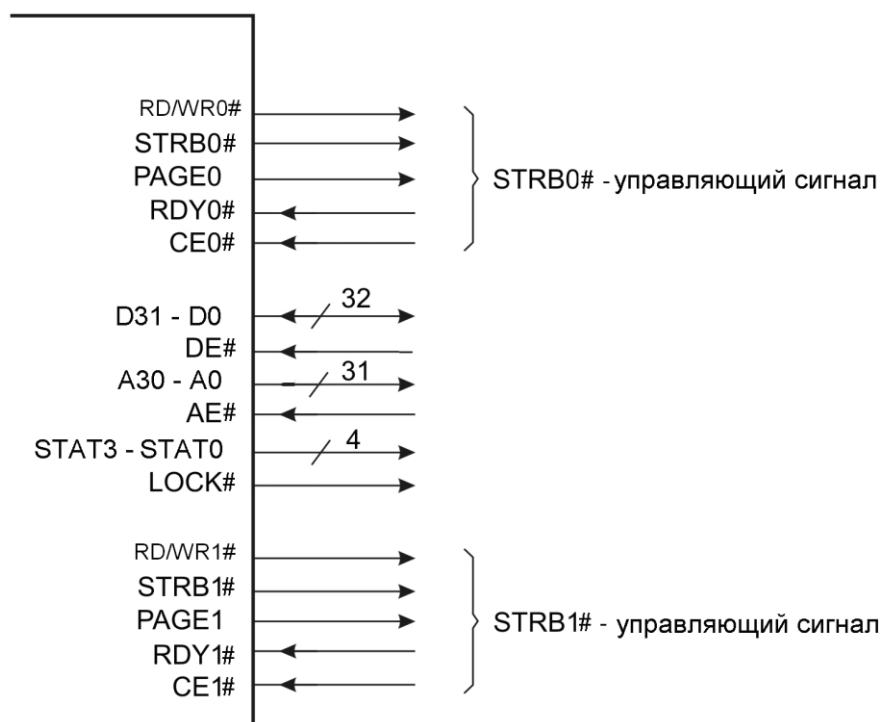 RD/WR0#
STRB0#
PAGE0
RDY0#
CE0#
STRB0# - управляющий сигнал
D31 - D0
32
DE#
A30 - A0
31
AE#
STAT3 - STAT0
4
LOCK#
RD/WR1#
STRB1#
PAGE1
RDY1#
CE1#
STRB1# - управляющий сигнал